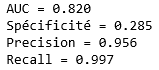 AUC = 0.820
Spécificité = 0.285
Precision = 0.956
Recall = 0.997